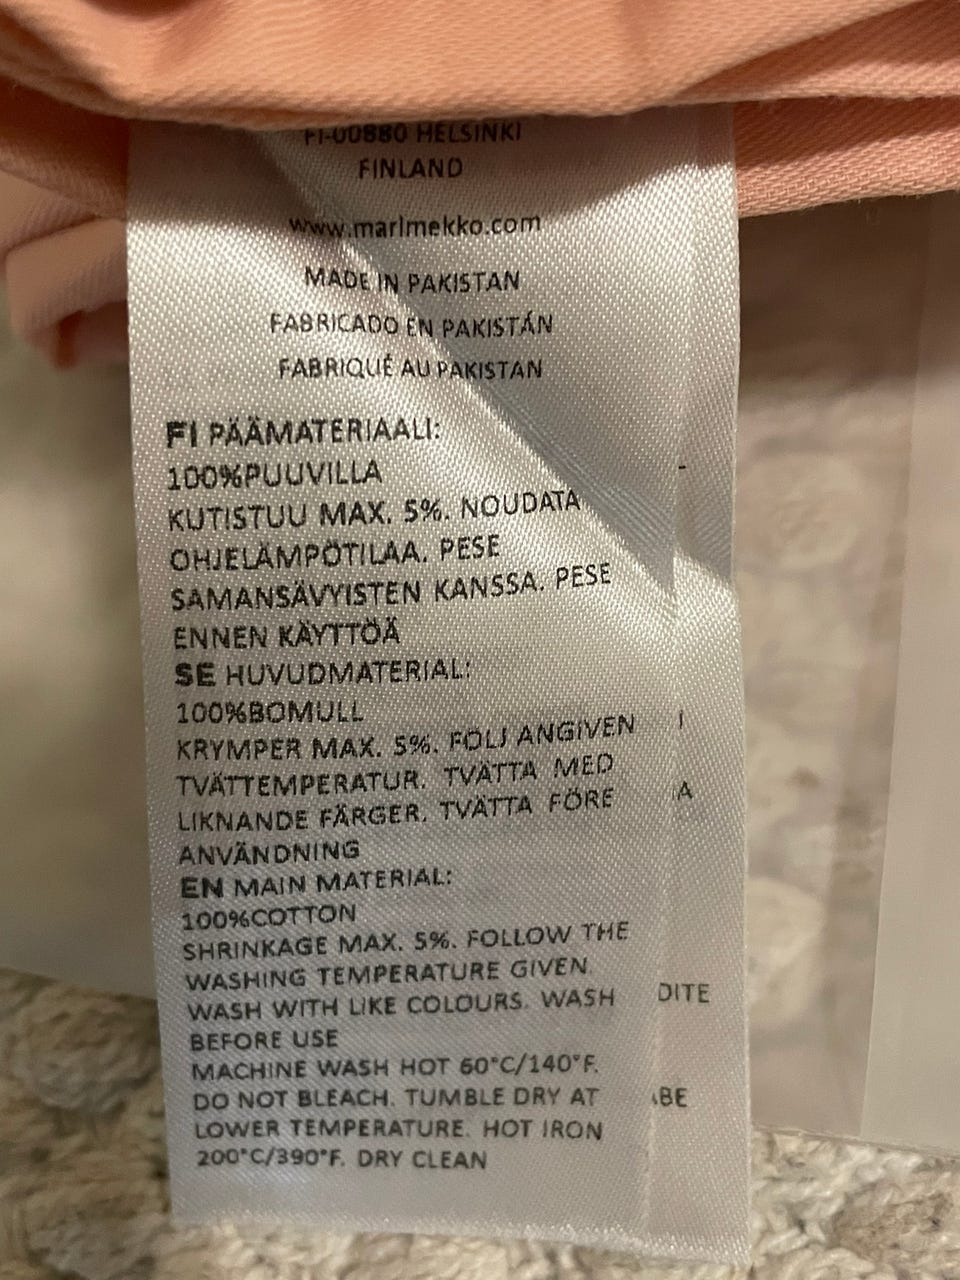 FI-00880 HELSINKI
FINLAND
www.marimekko.com
MADE IN PAKISTAN
FABRICADO EN PAKISTÁN
FABRIQUÉ AU PAKISTAN
FI PÄÄMATERIAALI:
100%PUUVILLA
KUTISTUU MAX. 5%. NOUDATA
OHJELÄMPÖTILAA. PESE
SAMANSÄVYISTEN KANSSA. PESE
ENNEN KÄYTTÖÄ
SE HUVUDMATERIAL:
100%BOMULL
KRYMPER MAX. 5%. FÖLJ ANGIVEN
TVÄTTEMPERATUR. TVÄTTA MED
LIKNANDE FÄRGER. TVÄTTA FÖRE
ANVÄNDNING
EN MAIN MATERIAL:
100%COTTON
SHRINKAGE MAX. 5%. FOLLOW THE
WASHING TEMPERATURE GIVEN.
WASH WITH LIKE COLOURS. WASH
BEFORE USE
MACHINE WASH HOT 60°C/140°F.
DO NOT BLEACH. TUMBLE DRY AT
LOWER TEMPERATURE. HOT IRON
200°C/390°F. DRY CLEAN
DITE
BE